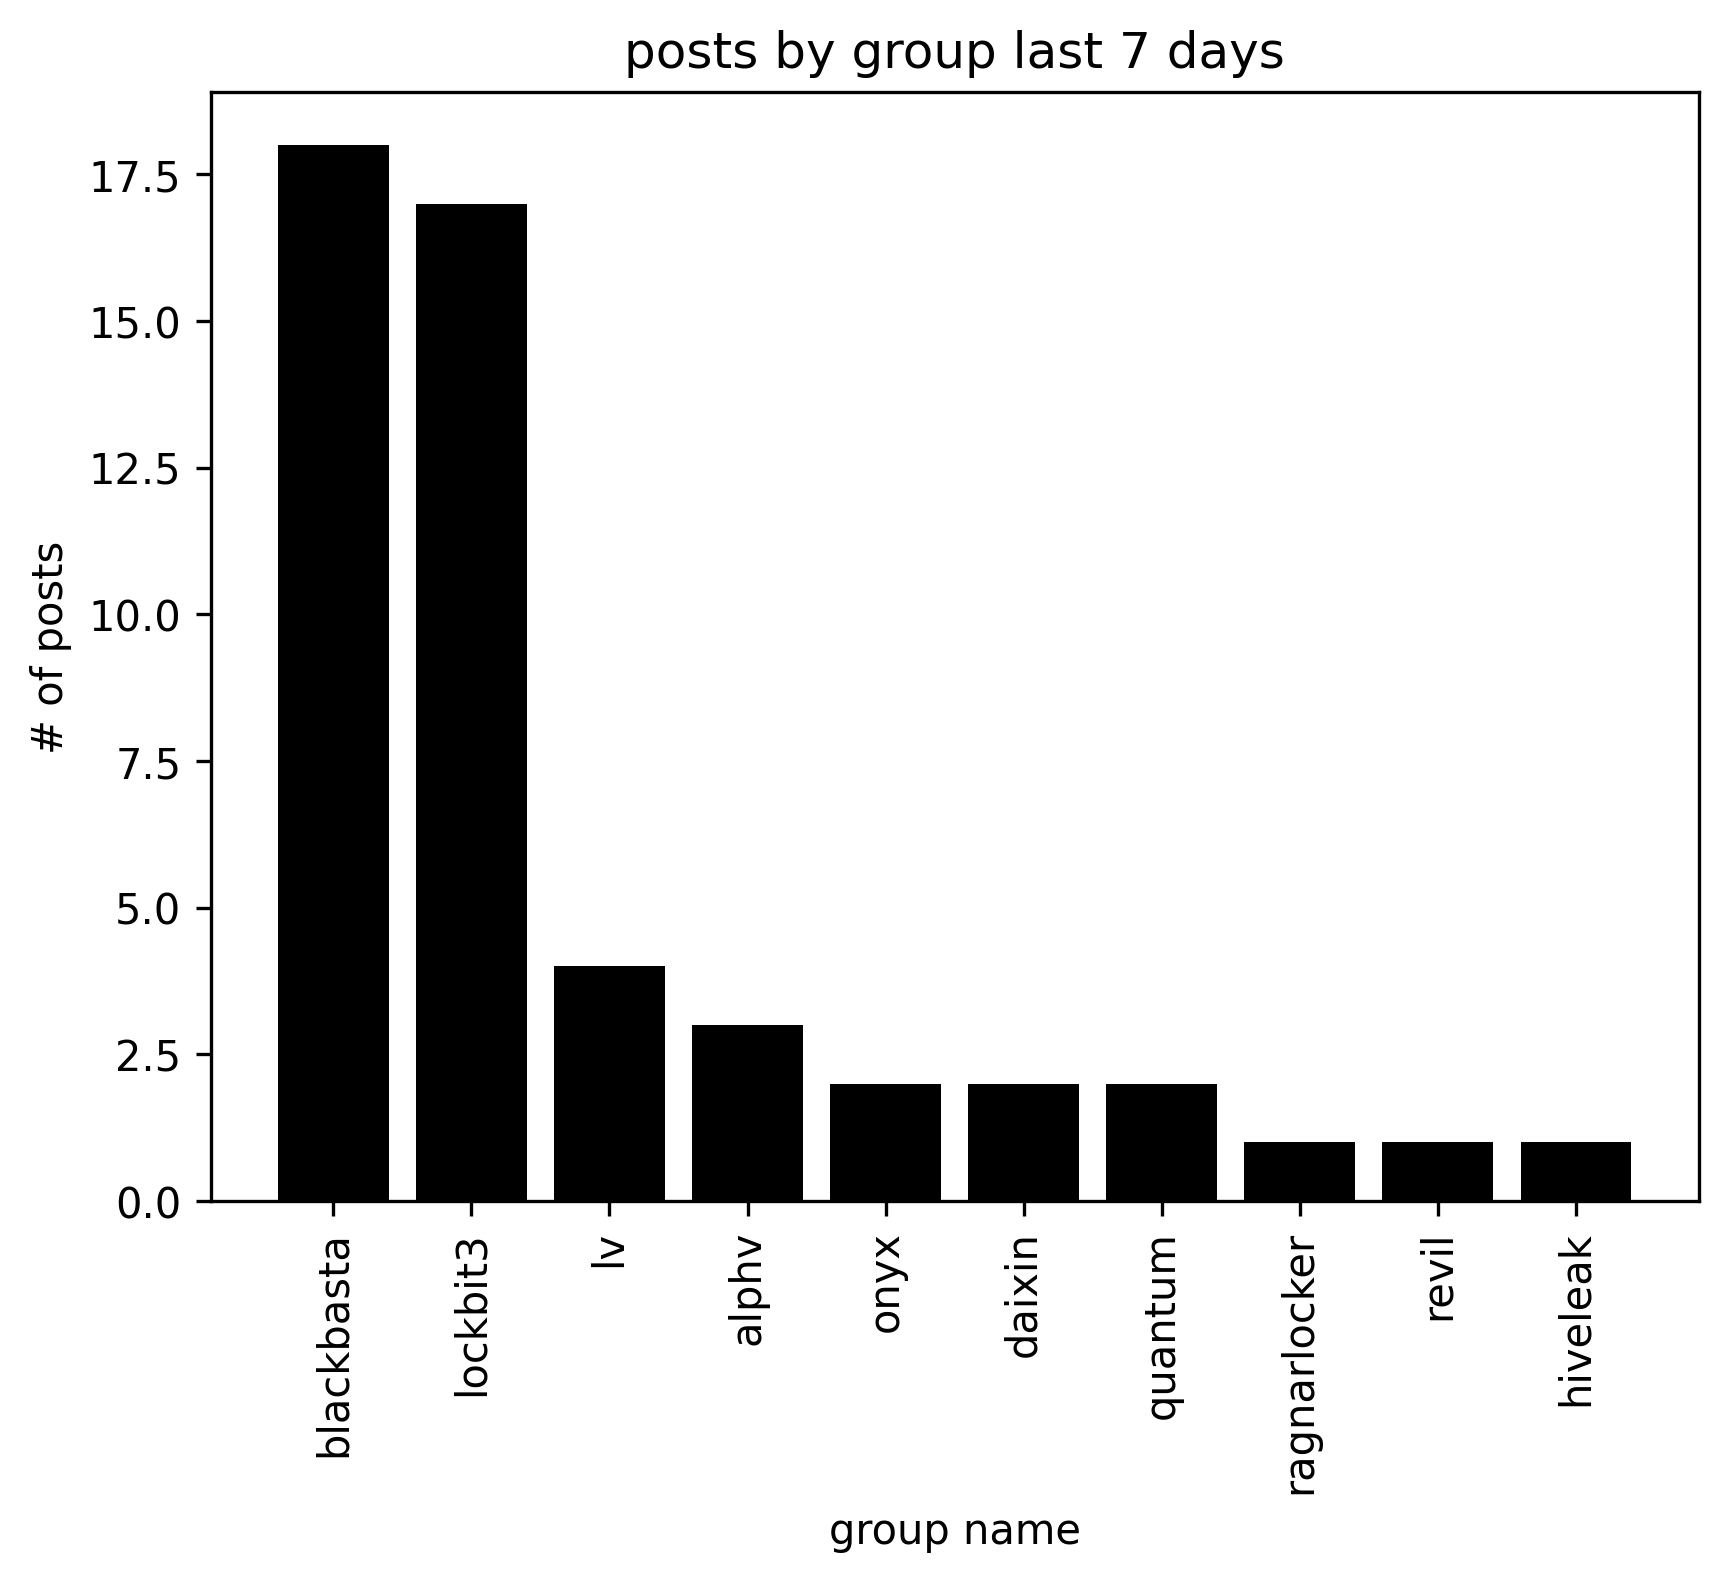 posts by group last 7 days
# of posts
17.5
15.0
12.5
10.0
7.5
5.0
2.5
0.0
blackbasta
lockbit3
lv
alphv
onyx
daixin
quantum
ragnarlocker
revil
hiveleak
group name